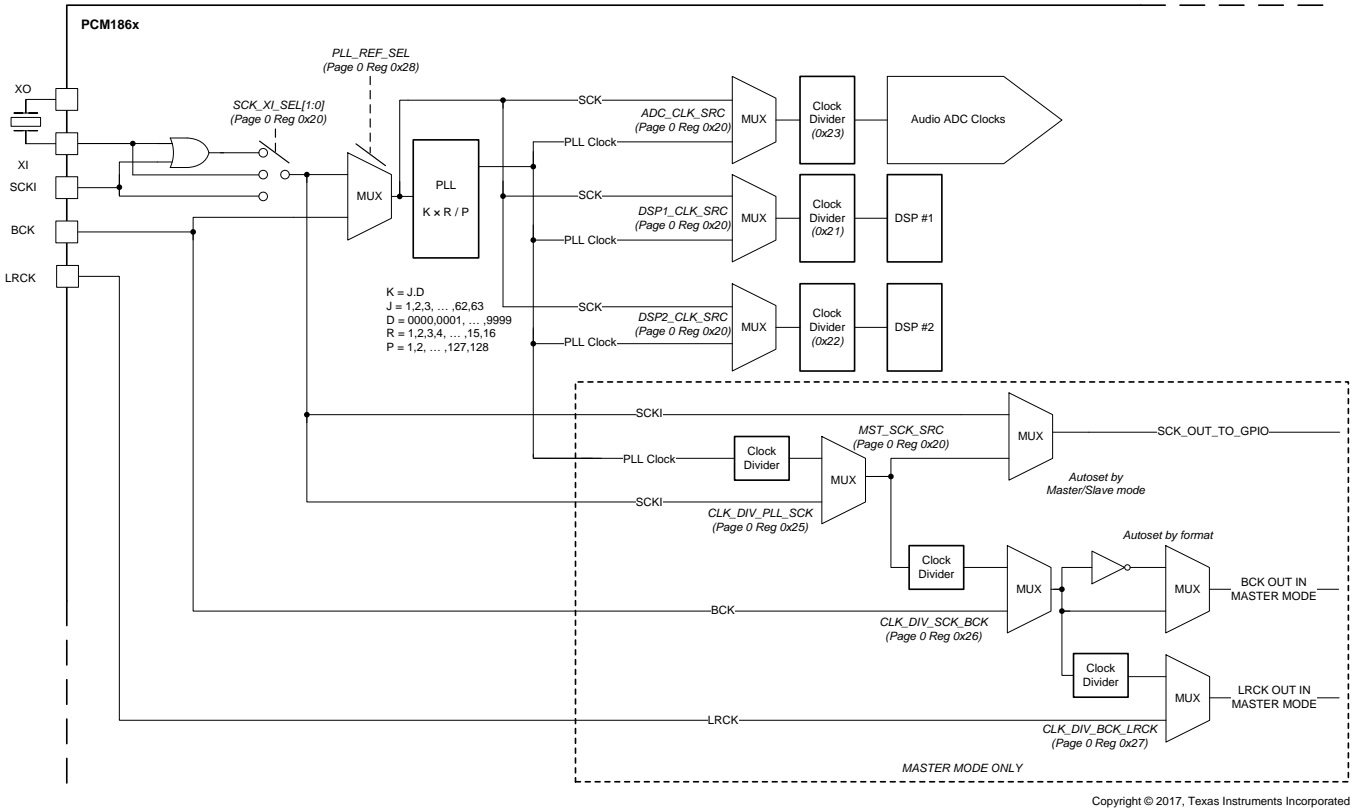 PCM186x
PLL_REF_SEL
(Page 0 Reg 0x28)
XO
SCK_XI_SEL[1:0]
(Page 0 Reg 0x20)
XI
SCKI
BCK
LRCK
MUX
PLL
K x R / P
K = J.D
J = 1,2,3, … ,62,63
D = 0000,0001, … ,9999
R = 1,2,3,4, … ,15,16
P = 1,2, … ,127,128
SCK
ADC_CLK_SRC
(Page 0 Reg 0x20)
PLL Clock
MUX
Clock
Divider
(0x23)
Audio ADC Clocks
SCK
DSP1_CLK_SRC
(Page 0 Reg 0x20)
PLL Clock
MUX
Clock
Divider
(0x21)
DSP #1
SCK
DSP2_CLK_SRC
(Page 0 Reg 0x20)
PLL Clock
MUX
Clock
Divider
(0x22)
DSP #2
SCKI
MST_SCK_SRC
(Page 0 Reg 0x20)
MUX
SCK_OUT_TO_GPIO
PLL Clock
Clock
Divider
MUX
Autoset by
Master/Slave mode
SCKI
CLK_DIV_PLL_SCK
(Page 0 Reg 0x25)
Autoset by format
Clock
Divider
MUX
MUX
BCK OUT IN
MASTER MODE
BCK
CLK_DIV_SCK_BCK
(Page 0 Reg 0x26)
Clock
Divider
MUX
LRCK OUT IN
MASTER MODE
LRCK
CLK_DIV_BCK_LRCK
(Page 0 Reg 0x27)
MASTER MODE ONLY
Copyright © 2017, Texas Instruments Incorporated